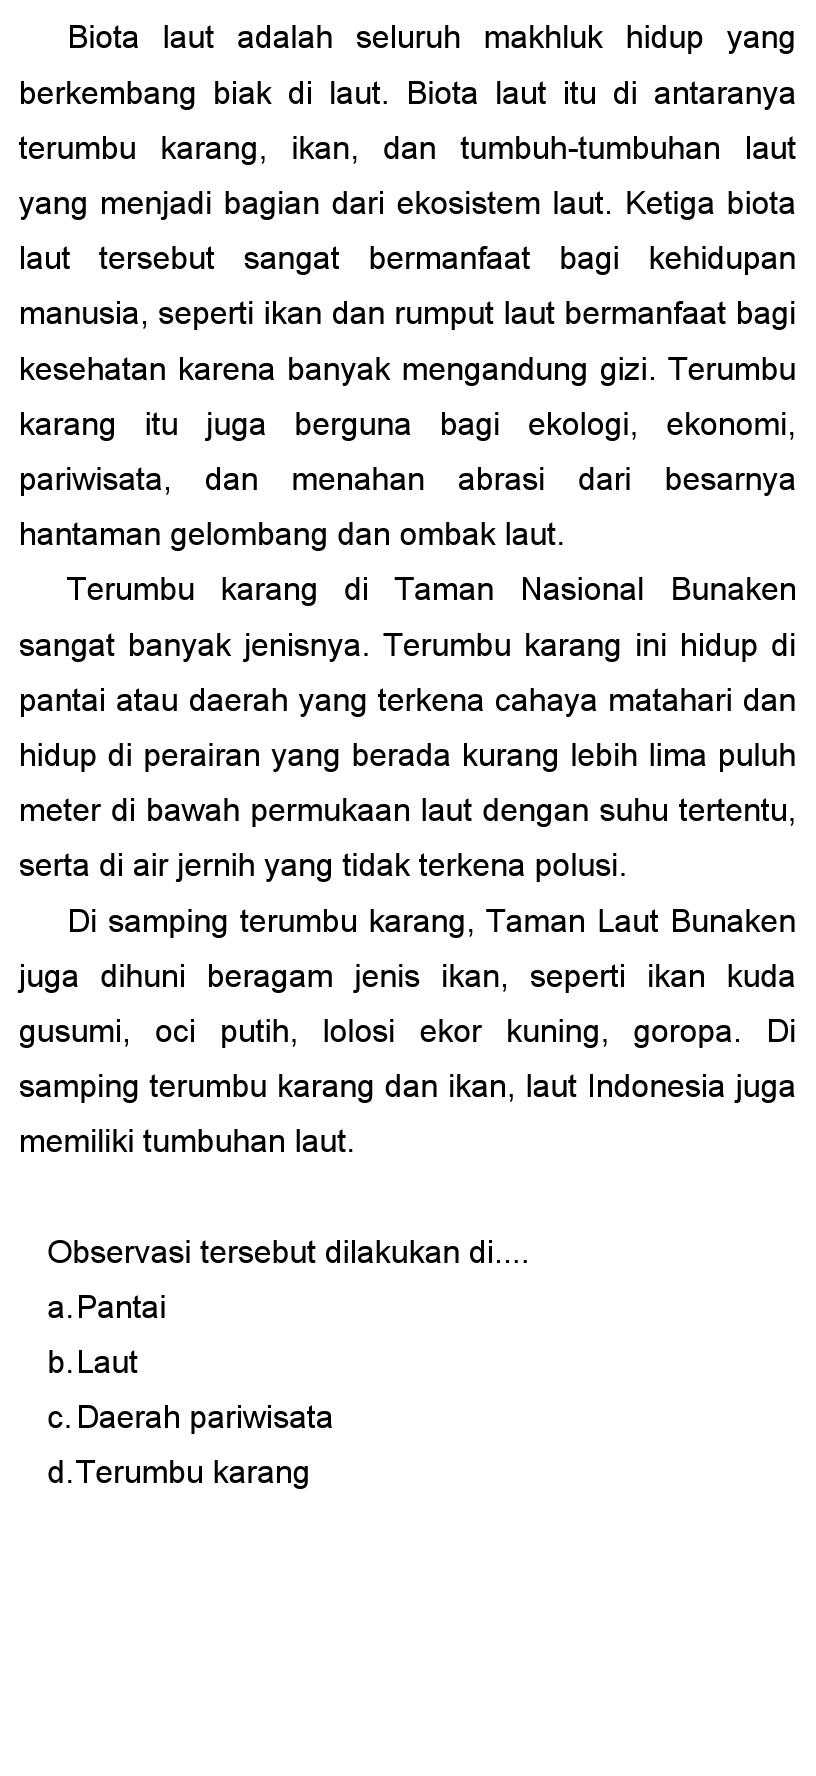 Biota laut adalah seluruh makhluk hidup yang
berkembang biak di laut. Biota laut itu di antaranya
terumbu karang, ikan, dan tumbuh-tumbuhan laut
yang menjadi bagian dari ekosistem laut. Ketiga biota
laut tersebut sangat bermanfaat bagi kehidupan
manusia, seperti ikan dan rumput laut bermanfaat bagi
kesehatan karena banyak mengandung gizi. Terumbu
karang itu juga berguna bagi ekologi, ekonomi,
pariwisata, dan menahan abrasi dari besarnya
hantaman gelombang dan ombak laut.
Terumbu karang di Taman Nasional Bunaken
sangat banyak jenisnya. Terumbu karang ini hidup di
pantai atau daerah yang terkena cahaya matahari dan
hidup di perairan yang berada kurang lebih lima puluh
meter di bawah permukaan laut dengan suhu tertentu,
serta di air jernih yang tidak terkena polusi.
Di samping terumbu karang, Taman Laut Bunaken
juga dihuni beragam jenis ikan, seperti ikan kuda
gusumi, oci putih, lolosi ekor kuning, goropa. Di
samping terumbu karang dan ikan, laut Indonesia juga
memiliki tumbuhan laut.
Observasi tersebut dilakukan di....
a. Pantai
b. Laut
c. Daerah pariwisata
d. Terumbu karang